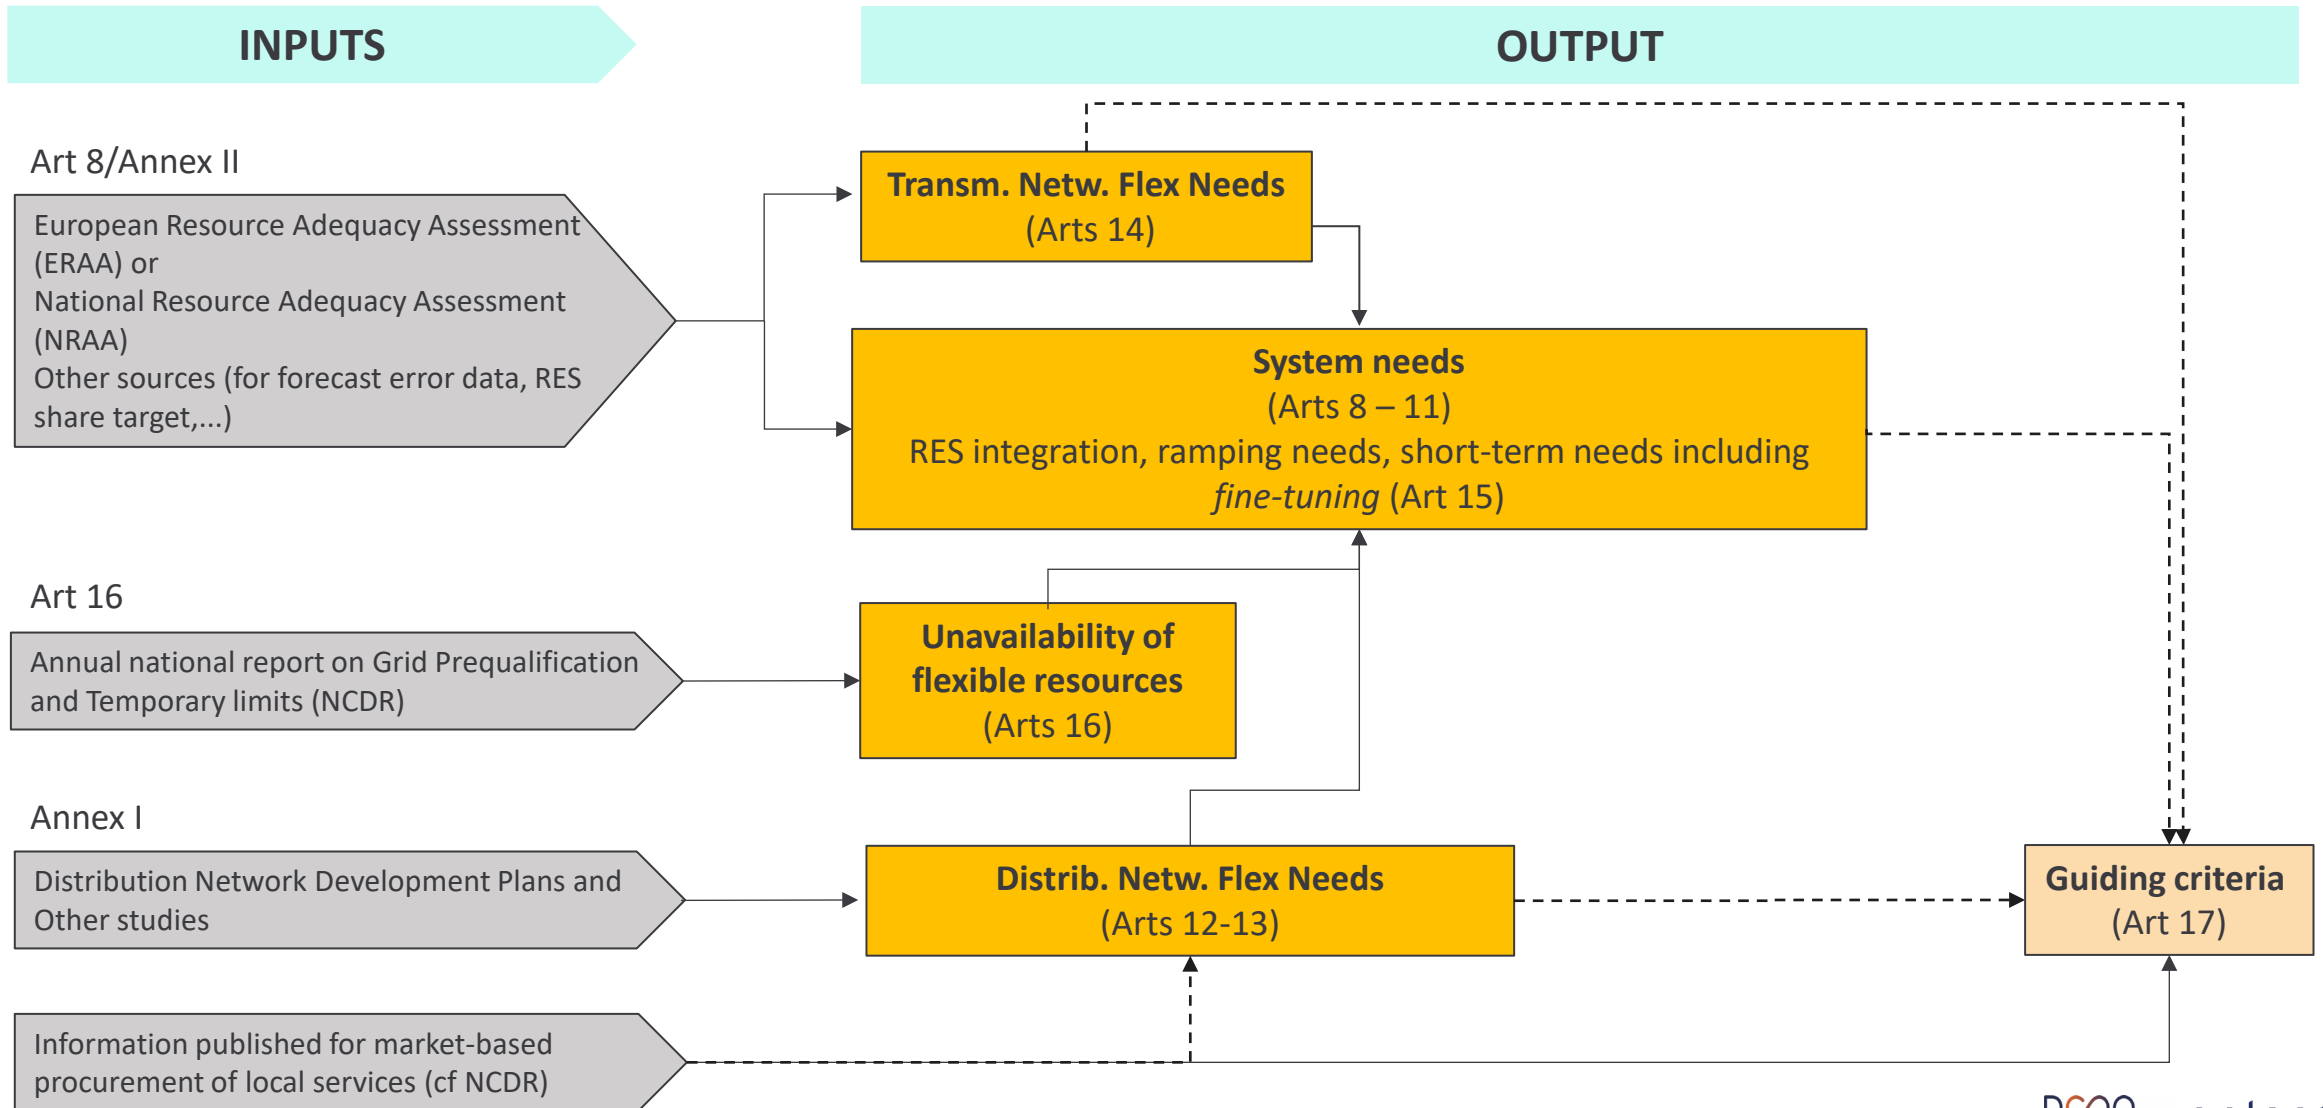 INPUTS
OUTPUT
Art 8/Annex II
European Resource Adequacy Assessment
(ERAA) or
National Resource Adequacy Assessment
(NRAA)
Other sources (for forecast error data, RES
share target,...)
Transm. Netw. Flex Needs
(Arts 14)
System needs
(Arts 8 – 11)
RES integration, ramping needs, short-term needs including
fine-tuning (Art 15)
Art 16
Annual national report on Grid Prequalification
and Temporary limits (NCDR)
Unavailability of
flexible resources
(Arts 16)
Annex I
Distribution Network Development Plans and
Other studies
Distrib. Netw. Flex Needs
(Arts 12-13)
Guiding criteria
(Art 17)
Information published for market-based
procurement of local services (cf NCDR)